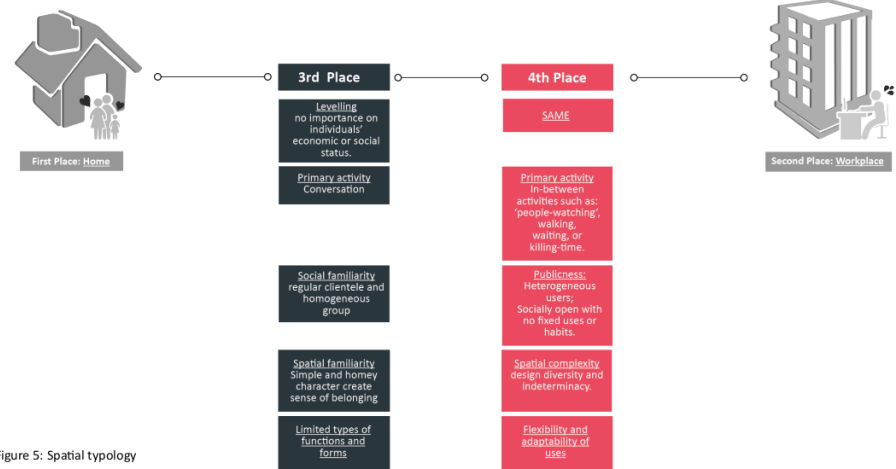 3rd Place
4th Place
First Place: Home
Second Place: Workplace
Levelling
no importance on
individuals’
economic or social
status.
SAME
Primary activity
Conversation
Primary activity
In-between
activities such as:
‘people-watching’,
walking,
waiting, or
killing-time.
Social familiarity
regular clientele and
homogeneous
group
Publicness:
Heterogeneous
users;
Socially open with
no fixed uses or
habits.
Spatial familiarity
Simple and homey
character create
sense of belonging
Spatial complexity
design diversity and
indeterminacy.
Limited types of
functions and
forms
Flexibility and
adaptability of
uses
igure 5: Spatial typology